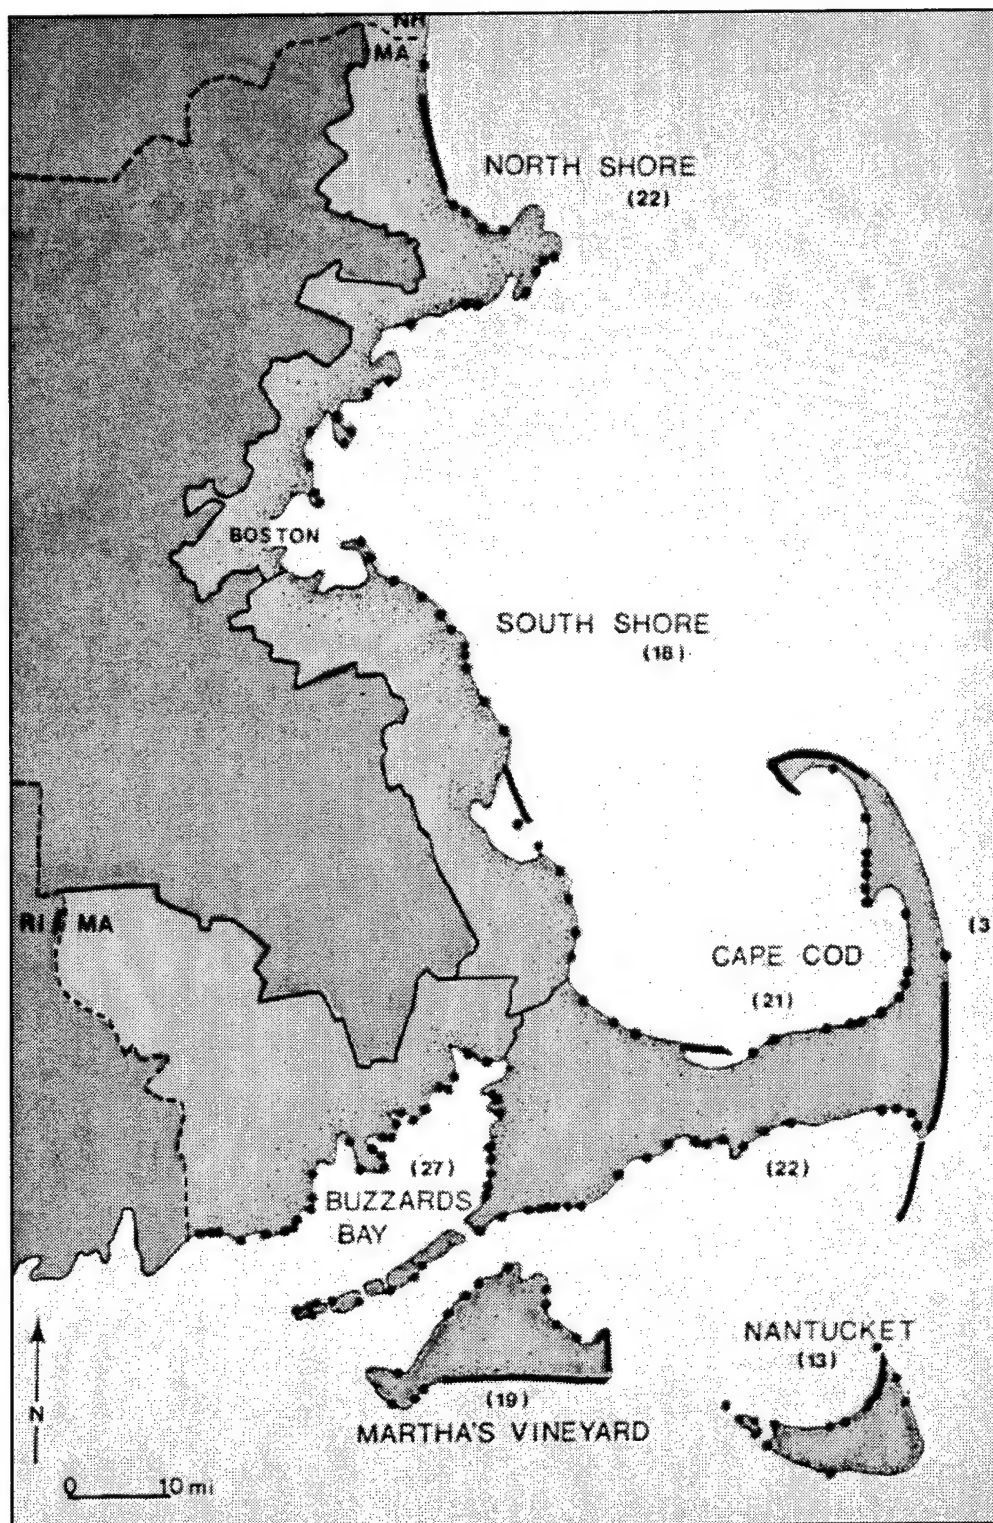 NH
MA
NORTH SHORE
(22)
BOSTON
SOUTH SHORE
(18)
RI MA
(3
CAPE COD
(21)
(27)
(22)
BUZZARDS
BAY
NANTUCKET
(13)
(19)
N
MARTHA'S VINEYARD
0 10 mi